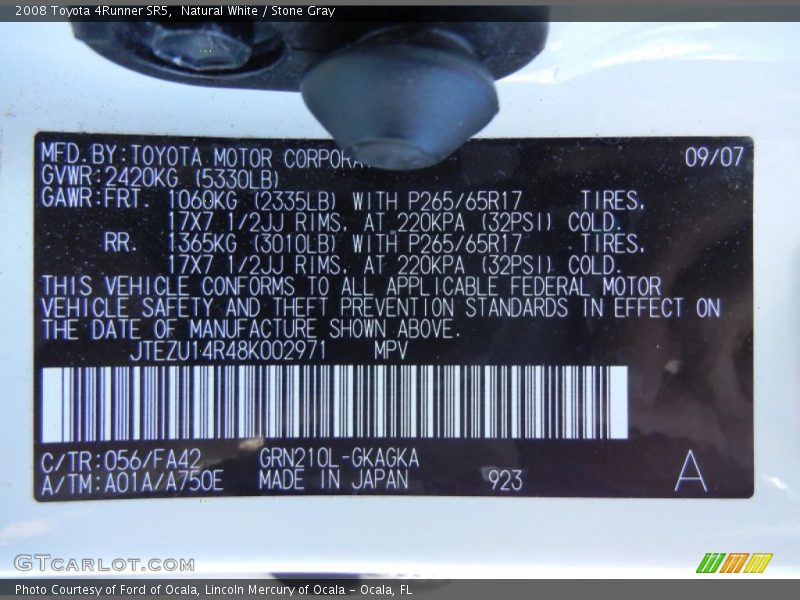 2008 Toyota 4Runner SR5, Natural White / Stone Gray
MFD.BY:TOYOTA MOTOR 09/07
GVWR:2420KG (5330LB)
GAWR:FRT. 1060KG (2335LB) WITH P265/65R17 TIRES,
17X7 1/2JJ RIMS, AT 220KPA (32PSI) COLD.
RR. 1365KG (3010LB) WITH P265/65R17 TIRES,
17X7 1/2JJ RIMS, AT 220KPA (32PSI) COLD.
THIS VEHICLE CONFORMS TO ALL APPLICABLE FEDERAL MOTOR
VEHICLE SAFETY AND THEFT PREVENTION STANDARDS IN EFFECT ON
THE DATE OF MANUFACTURE SHOWN ABOVE.
JTEZU14R48K002971 MPV
C/TR:056/FA42 GRN210L-GKAGKA
A/TM:A01A/A750E MADE IN JAPAN 923 A
GTCARLOT.COM
Photo Courtesy of Ford of Ocala, Lincoln Mercury of Ocala - Ocala, FL